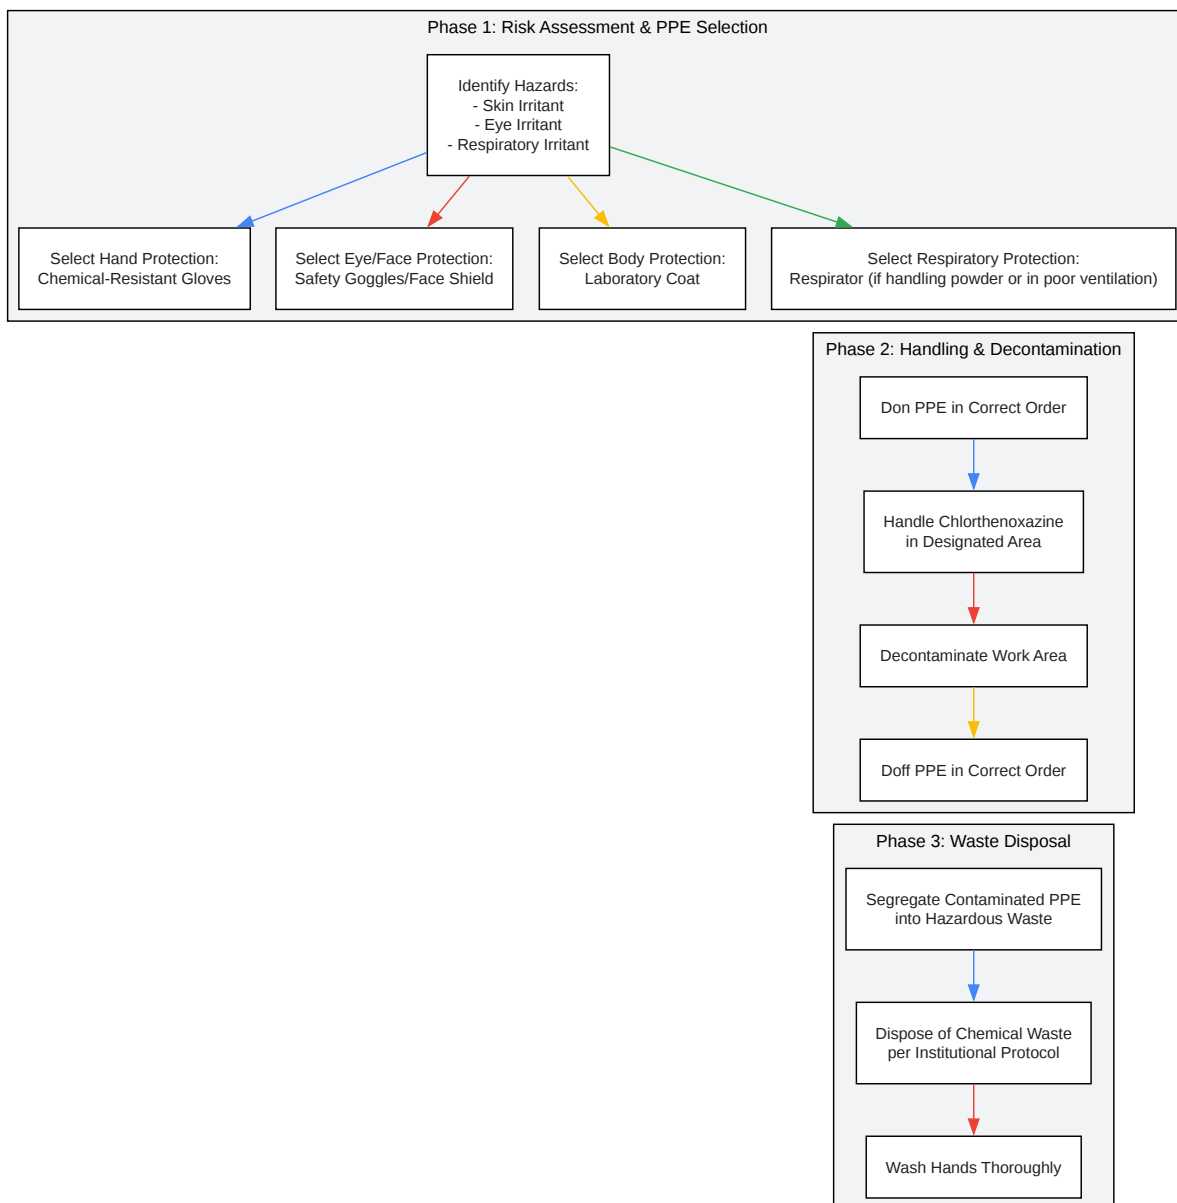 Phase 1: Risk Assessment & PPE Selection
Identify Hazards:
- Skin Irritant
- Eye Irritant
- Respiratory Irritant
Select Hand Protection:
Chemical-Resistant Gloves
Select Eye/Face Protection:
Safety Goggles/Face Shield
Select Body Protection:
Laboratory Coat
Select Respiratory Protection:
Respirator (if handling powder or in poor ventilation)
Phase 2: Handling & Decontamination
Don PPE in Correct Order
Handle Chlorthenoxazine
in Designated Area
Decontaminate Work Area
Doff PPE in Correct Order
Phase 3: Waste Disposal
Segregate Contaminated PPE
into Hazardous Waste
Dispose of Chemical Waste
per Institutional Protocol
Wash Hands Thoroughly